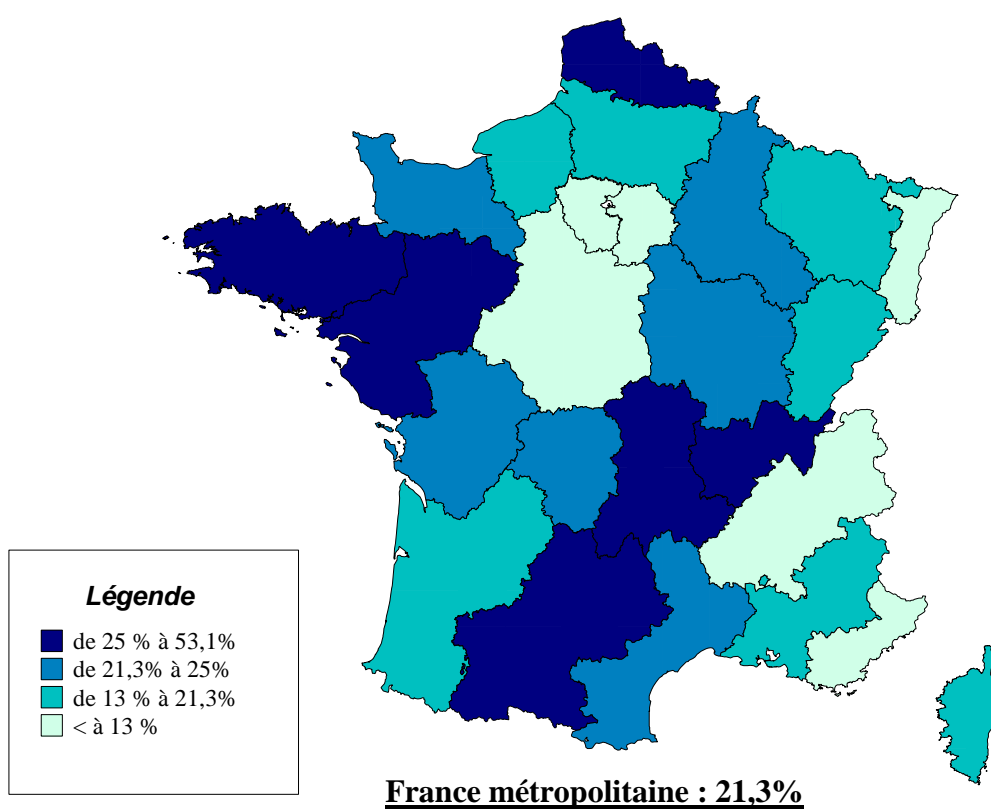 Légende
de 25 % à 53,1%
de 21,3% à 25%
de 13 % à 21,3%
< à 13 %
France métropolitaine : 21,3%